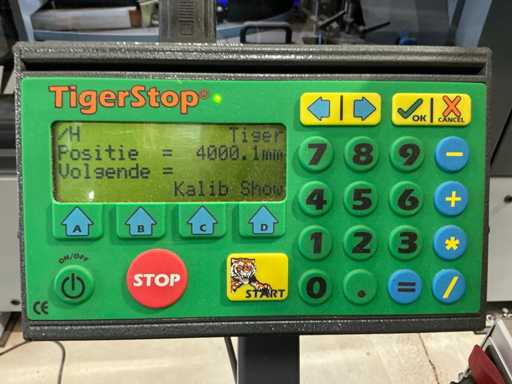 TigerStop®
/H Tiger
Positie = 4000.1mm
Volgende =
Kalib Show
A B C D
ON/OFF
STOP
START
CE
OK CANCEL
7 8 9 -
4 5 6 +
1 2 3 *
0 . = /